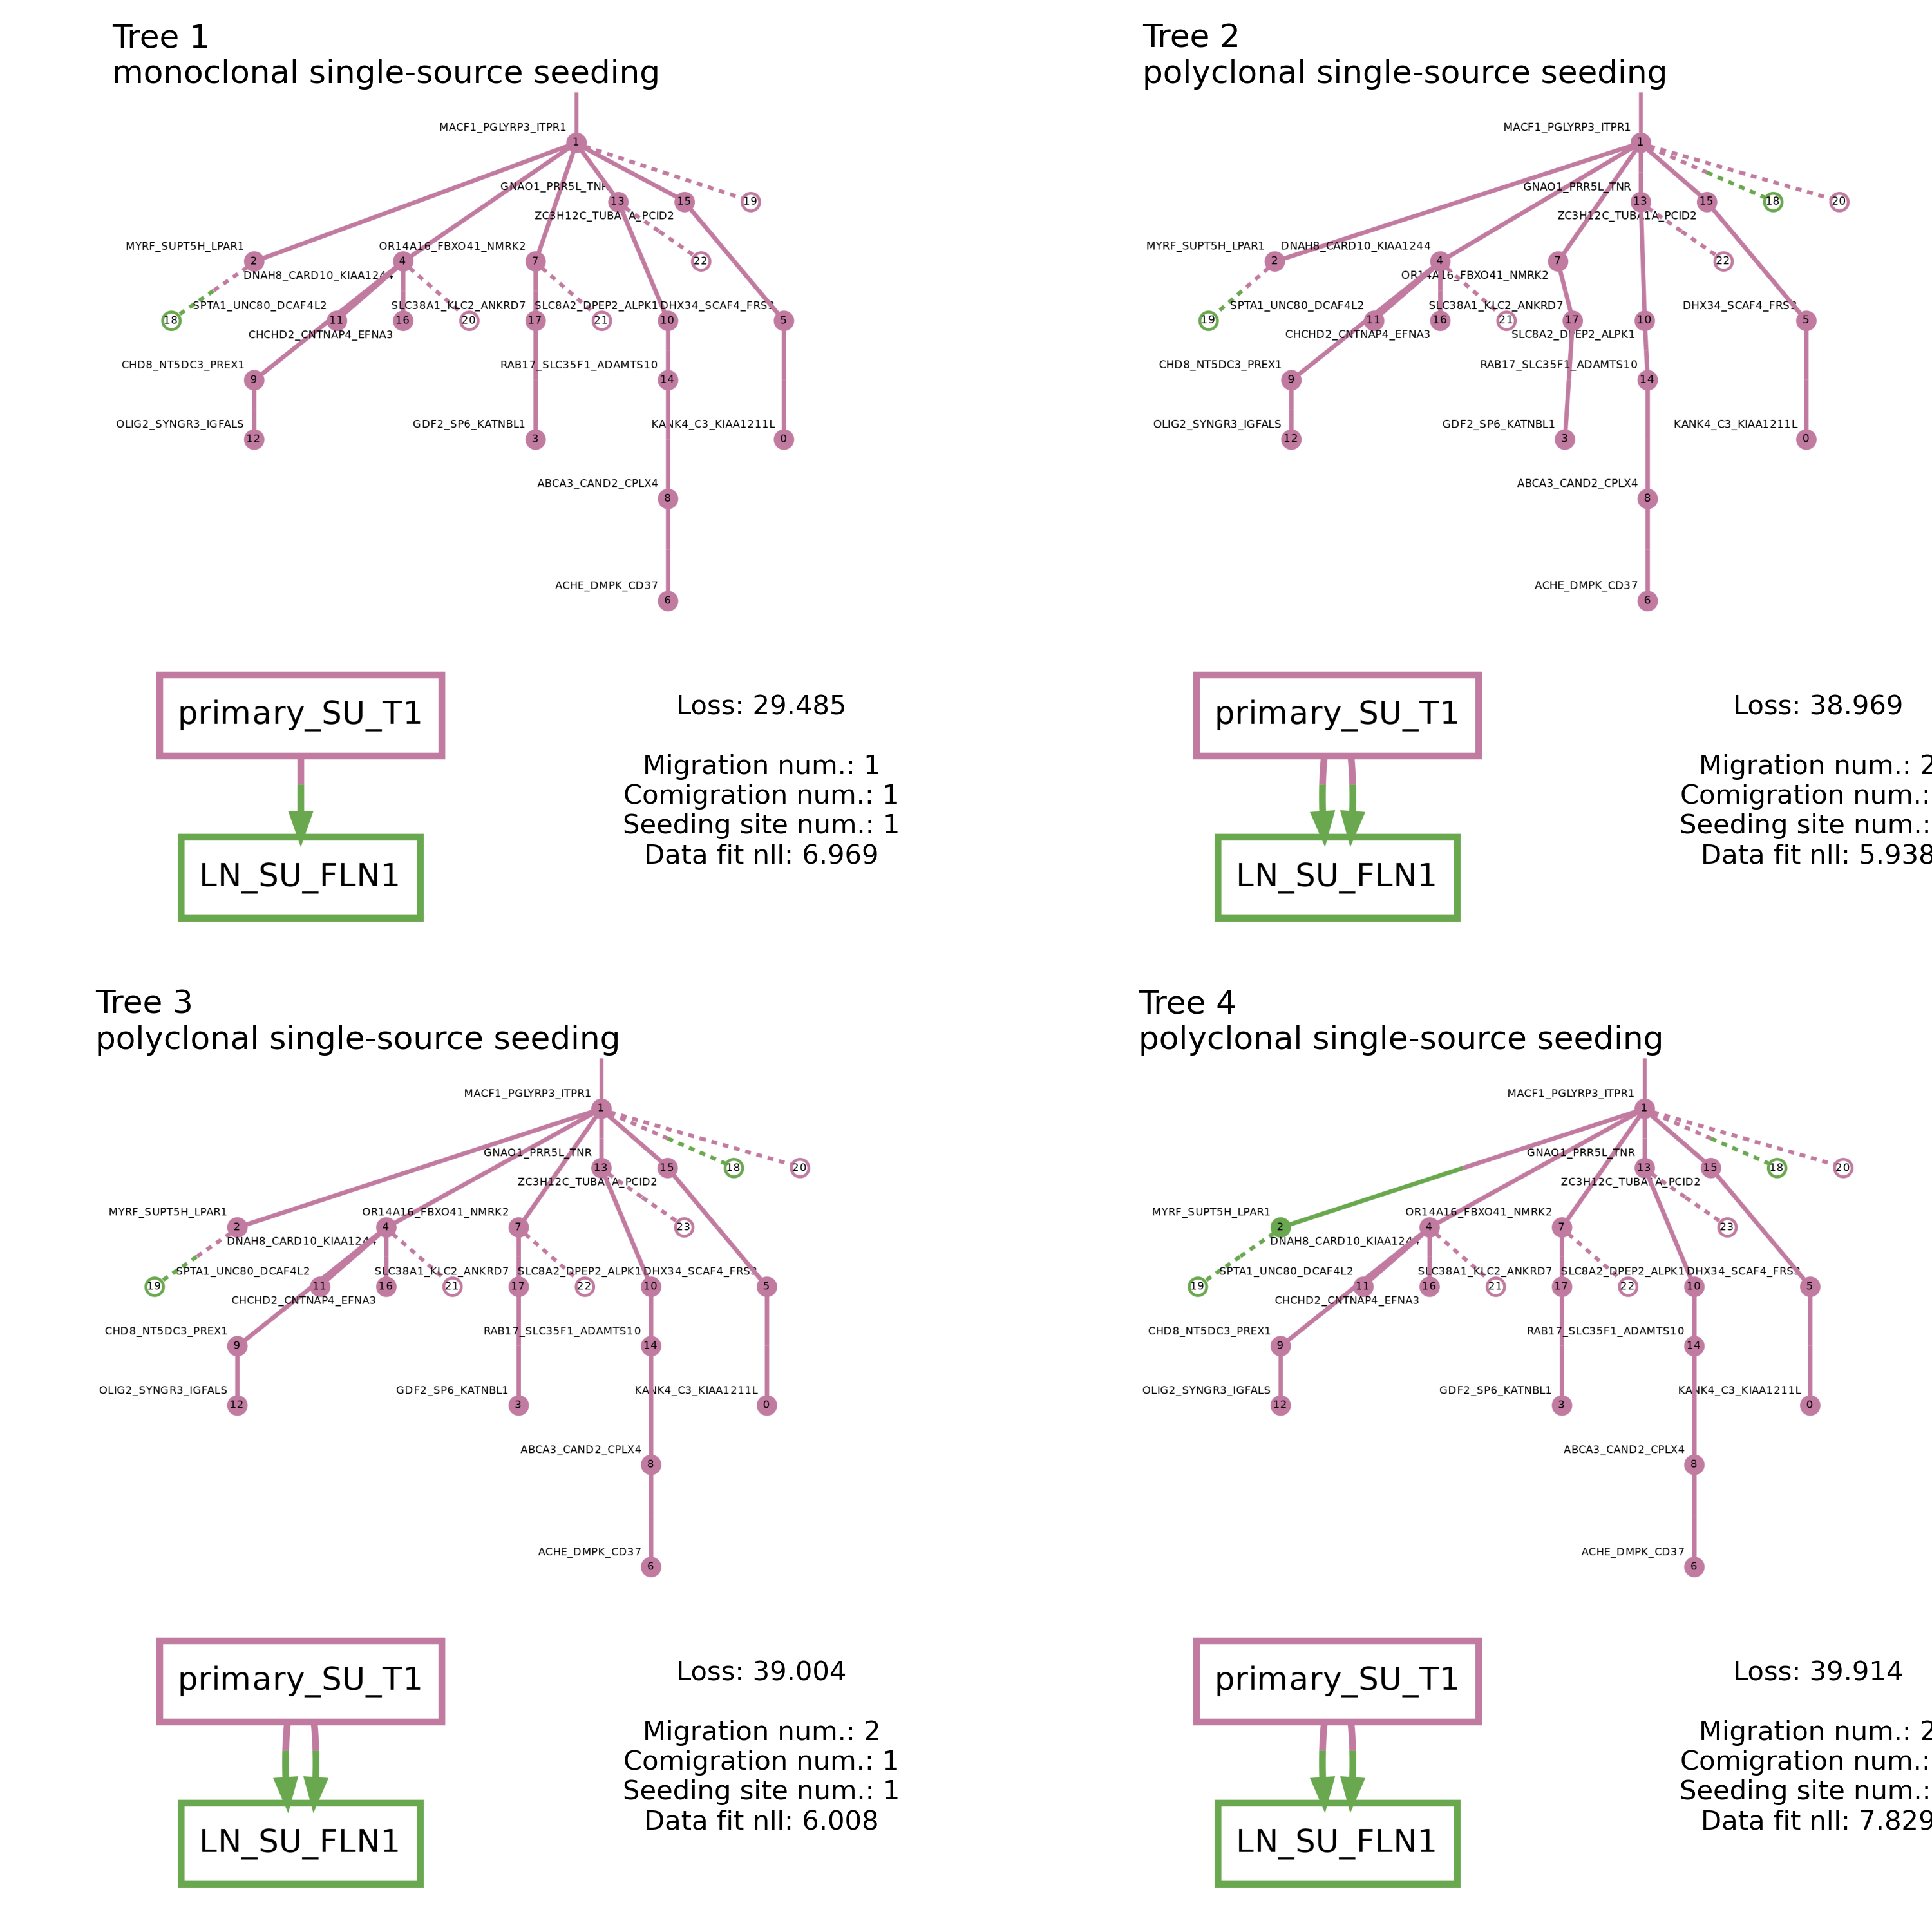 Tree 1
monoclonal single-source seeding
MACF1_PGLYRP3_ITPR1
1
GNAO1_PRR5L_TNR
13
15
19
ZC3H12C_TUBA1A_PCID2
MYRF_SUPT5H_LPAR1
2
OR14A16_FBXO41_NMRK2
4
7
22
DNAH8_CARD10_KIAA1244
18
SPTA1_UNC80_DCAF4L2
11
16
SLC38A1_KLC2_ANKRD7
20
17
SLC8A2_DPEP2_ALPK1
21
10
DHX34_SCAF4_FRS3
5
CHCHD2_CNTNAP4_EFNA3
CHD8_NT5DC3_PREX1
9
RAB17_SLC35F1_ADAMTS10
14
OLIG2_SYNGR3_IGFALS
12
GDF2_SP6_KATNBL1
3
KANK4_C3_KIAA1211L
0
ABCA3_CAND2_CPLX4
8
ACHE_DMPK_CD37
6
primary_SU_T1
LN_SU_FLN1
Loss: 29.485
Migration num.: 1
Comigration num.: 1
Seeding site num.: 1
Data fit nll: 6.969
Tree 2
polyclonal single-source seeding
MACF1_PGLYRP3_ITPR1
1
GNAO1_PRR5L_TNR
13
15
18
20
ZC3H12C_TUBA1A_PCID2
MYRF_SUPT5H_LPAR1
2
DNAH8_CARD10_KIAA1244
4
7
22
OR14A16_FBXO41_NMRK2
19
SPTA1_UNC80_DCAF4L2
11
16
SLC38A1_KLC2_ANKRD7
21
17
10
DHX34_SCAF4_FRS3
5
CHCHD2_CNTNAP4_EFNA3
SLC8A2_DPEP2_ALPK1
CHD8_NT5DC3_PREX1
9
RAB17_SLC35F1_ADAMTS10
14
OLIG2_SYNGR3_IGFALS
12
GDF2_SP6_KATNBL1
3
KANK4_C3_KIAA1211L
0
ABCA3_CAND2_CPLX4
8
ACHE_DMPK_CD37
6
primary_SU_T1
LN_SU_FLN1
Loss: 38.969
Migration num.: 2
Comigration num.:
Seeding site num.:
Data fit nll: 5.938
Tree 3
polyclonal single-source seeding
MACF1_PGLYRP3_ITPR1
1
GNAO1_PRR5L_TNR
13
15
18
20
ZC3H12C_TUBA1A_PCID2
MYRF_SUPT5H_LPAR1
2
OR14A16_FBXO41_NMRK2
4
7
23
DNAH8_CARD10_KIAA1244
19
SPTA1_UNC80_DCAF4L2
11
16
SLC38A1_KLC2_ANKRD7
21
17
SLC8A2_DPEP2_ALPK1
22
10
DHX34_SCAF4_FRS3
5
CHCHD2_CNTNAP4_EFNA3
CHD8_NT5DC3_PREX1
9
RAB17_SLC35F1_ADAMTS10
14
OLIG2_SYNGR3_IGFALS
12
GDF2_SP6_KATNBL1
3
KANK4_C3_KIAA1211L
0
ABCA3_CAND2_CPLX4
8
ACHE_DMPK_CD37
6
primary_SU_T1
LN_SU_FLN1
Loss: 39.004
Migration num.: 2
Comigration num.: 1
Seeding site num.: 1
Data fit nll: 6.008
Tree 4
polyclonal single-source seeding
MACF1_PGLYRP3_ITPR1
1
GNAO1_PRR5L_TNR
13
15
18
20
ZC3H12C_TUBA1A_PCID2
MYRF_SUPT5H_LPAR1
2
OR14A16_FBXO41_NMRK2
4
7
23
DNAH8_CARD10_KIAA1244
19
SPTA1_UNC80_DCAF4L2
11
16
SLC38A1_KLC2_ANKRD7
21
17
SLC8A2_DPEP2_ALPK1
22
10
DHX34_SCAF4_FRS3
5
CHCHD2_CNTNAP4_EFNA3
CHD8_NT5DC3_PREX1
9
RAB17_SLC35F1_ADAMTS10
14
OLIG2_SYNGR3_IGFALS
12
GDF2_SP6_KATNBL1
3
KANK4_C3_KIAA1211L
0
ABCA3_CAND2_CPLX4
8
ACHE_DMPK_CD37
6
primary_SU_T1
LN_SU_FLN1
Loss: 39.914
Migration num.: 2
Comigration num.:
Seeding site num.:
Data fit nll: 7.829